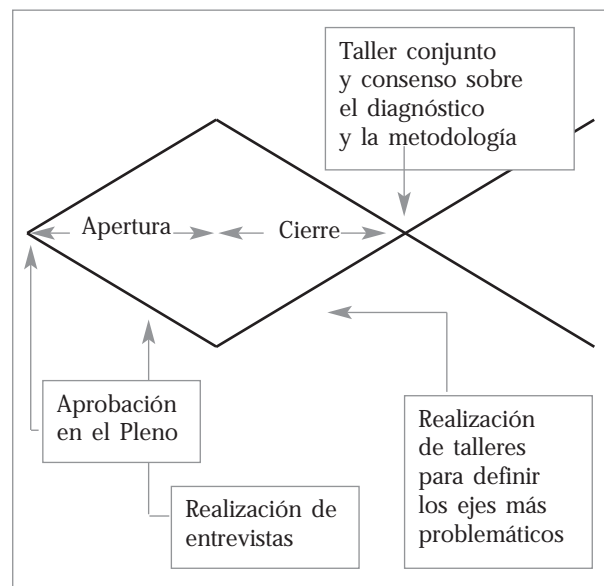 Taller conjunto
y consenso sobre
el diagnóstico
y la metodología
Apertura
Cierre
Aprobación
en el Pleno
Realización de
entrevistas
Realización
de talleres
para definir
los ejes más
problemáticos